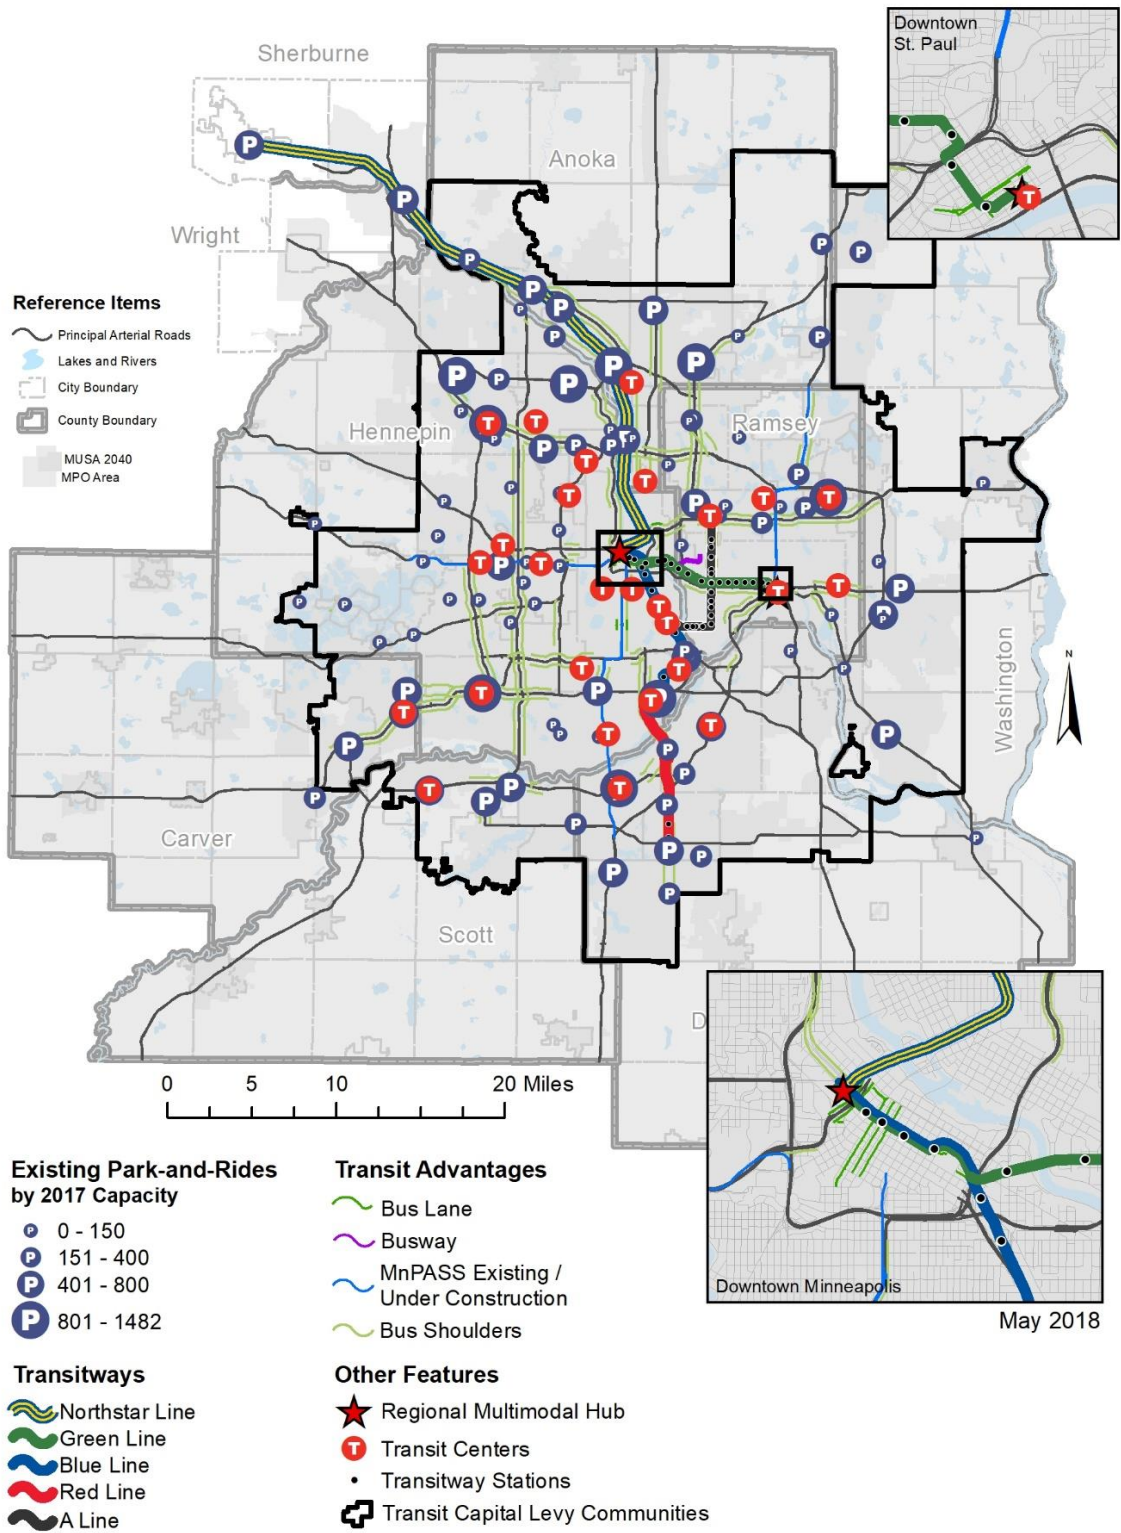 Downtown
St. Paul
Sherburne
Anoka
Wright
Reference Items
Principal Arterial Roads
Lakes and Rivers
City Boundary
County Boundary
MUSA 2040
MPO Area
Hennepin
Ramsey
Washington
N
Carver
Scott
D
0 5 10 20 Miles
Downtown Minneapolis
May 2018
Existing Park-and-Rides
by 2017 Capacity
P 0 - 150
P 151 - 400
P 401 - 800
P 801 - 1482
Transit Advantages
Bus Lane
Busway
MnPASS Existing /
Under Construction
Bus Shoulders
Transitways
Northstar Line
Green Line
Blue Line
Red Line
A Line
Other Features
Regional Multimodal Hub
T Transit Centers
Transitway Stations
Transit Capital Levy Communities